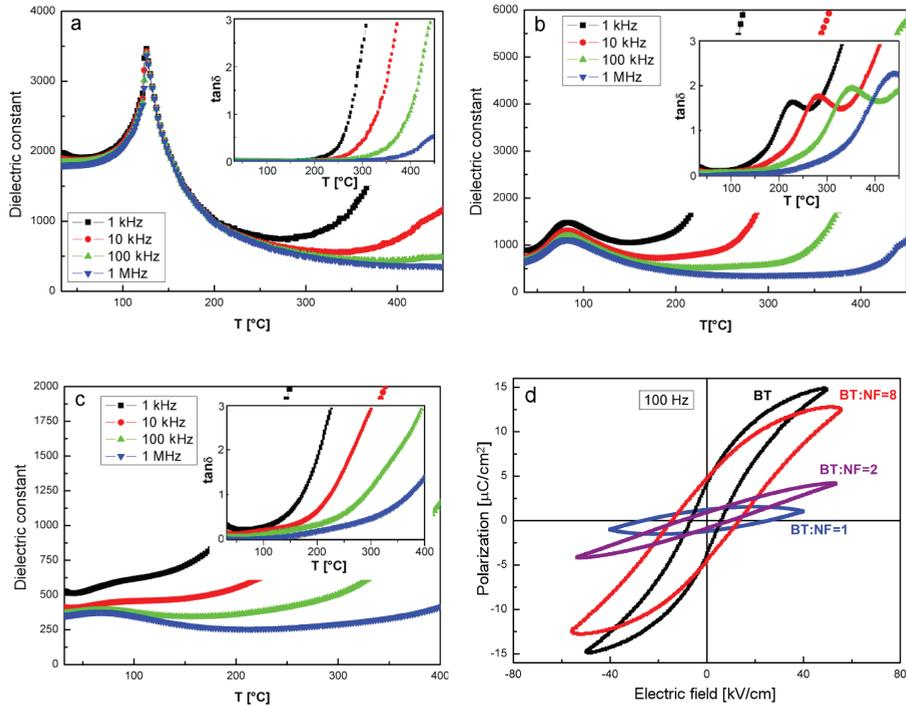 a
4000
3000
2000
1000
0
100
200
300
400
Dielectric constant
T [°C]
1 kHz
10 kHz
100 kHz
1 MHz
3
2
1
0
100
200
300
400
tanδ
T [°C]
b
6000
5000
4000
3000
2000
1000
0
100
200
300
400
Dielectric constant
T[°C]
1 kHz
10 kHz
100 kHz
1 MHz
3
2
1
0
100
200
300
400
tanδ
T [°C]
c
2000
1750
1500
1250
1000
750
500
250
0
100
200
300
400
Dielectric constant
T [°C]
1 kHz
10 kHz
100 kHz
1 MHz
3
2
1
0
100
200
300
400
tanδ
T [°C]
d
100 Hz
BT
BT:NF=8
BT:NF=2
BT:NF=1
15
10
5
0
-5
-10
-15
-80
-40
0
40
80
Polarization [μC/cm²]
Electric field [kV/cm]